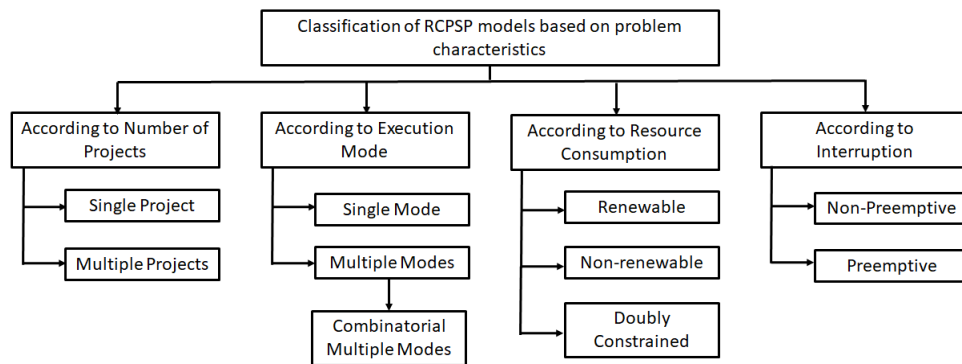 Classification of RCPSP models based on problem
characteristics
According to Number of
Projects
Single Project
Multiple Projects
According to Execution
Mode
Single Mode
Multiple Modes
Combinatorial
Multiple Modes
According to Resource
Consumption
Renewable
Non-renewable
Doubly
Constrained
According to
Interruption
Non-Preemptive
Preemptive